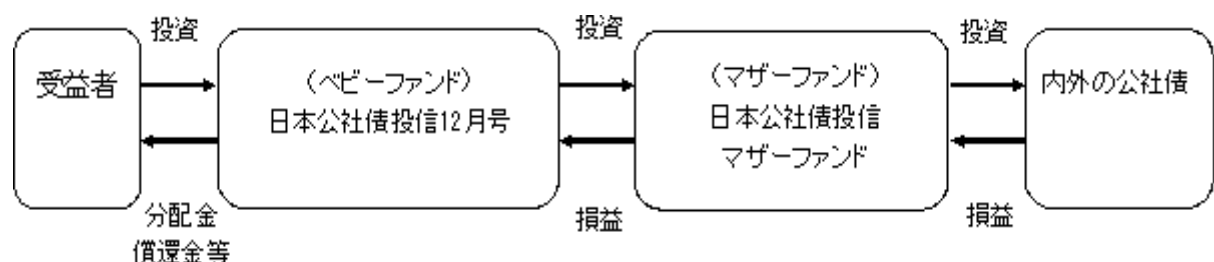 投資
投資
投資
受益者
(ベビーファンド)
日本公社債投信12月号
(マザーファンド)
日本公社債投信
マザーファンド
内外の公社債
分配金
償還金等
損益
損益